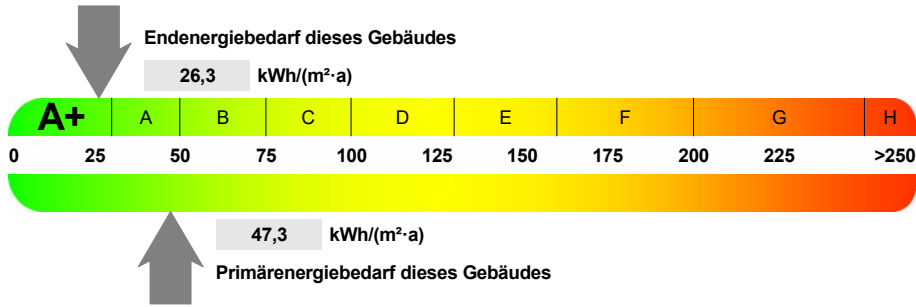 Endenergiebedarf dieses Gebäudes
26,3 kWh/(m²·a)
A+ A B C D E F G H
0 25 50 75 100 125 150 175 200 225 >250
47,3 kWh/(m²·a)
Primärenergiebedarf dieses Gebäudes